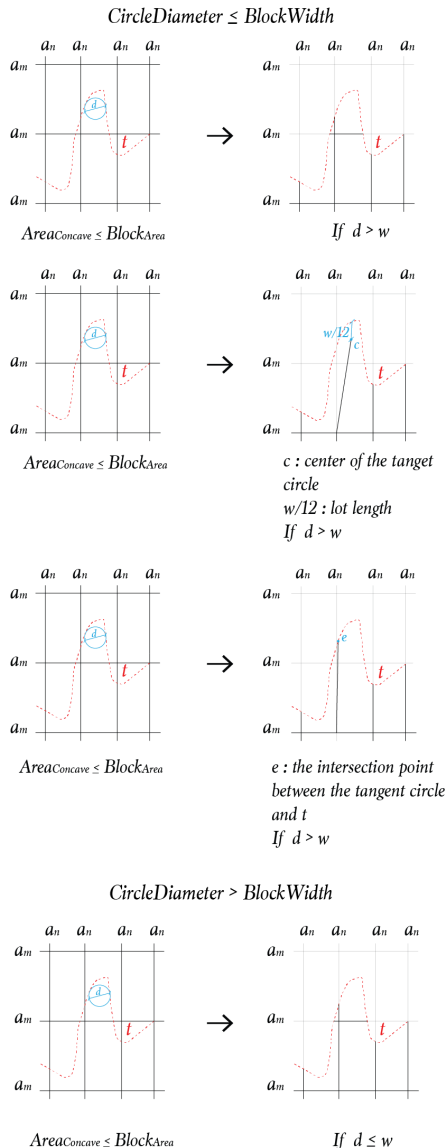 CircleDiameter ≤ BlockWidth
an an an an an an an an
am am
d
am t am
am am
AreaConcave ≤ BlockArea If d > w
an an an an an an an an
am am
d w/12 c
am t am t
am am
AreaConcave ≤ BlockArea
c : center of the tanget
circle
w/12 : lot length
If d > w
an an an an an an an an
am am
d e
am t am t
am am
AreaConcave ≤ BlockArea
e : the intersection point
between the tangent circle
and t
If d > w
CircleDiameter > BlockWidth
an an an an an an an an
am am
d
am t am t
am am
AreaConcave ≤ BlockArea If d ≤ w